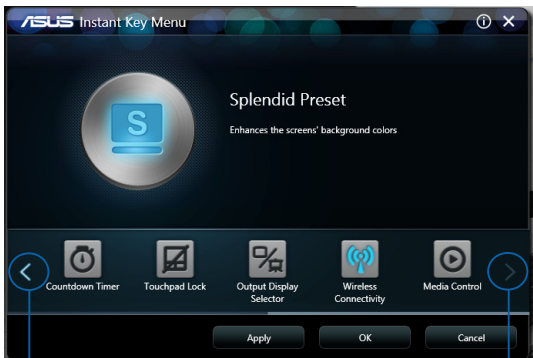 ASUS Instant Key Menu
S
Splendid Preset
Enhances the screens' background colors
Countdown Timer
Touchpad Lock
Output Display
Selector
Wireless
Connectivity
Media Control
Apply
OK
Cancel